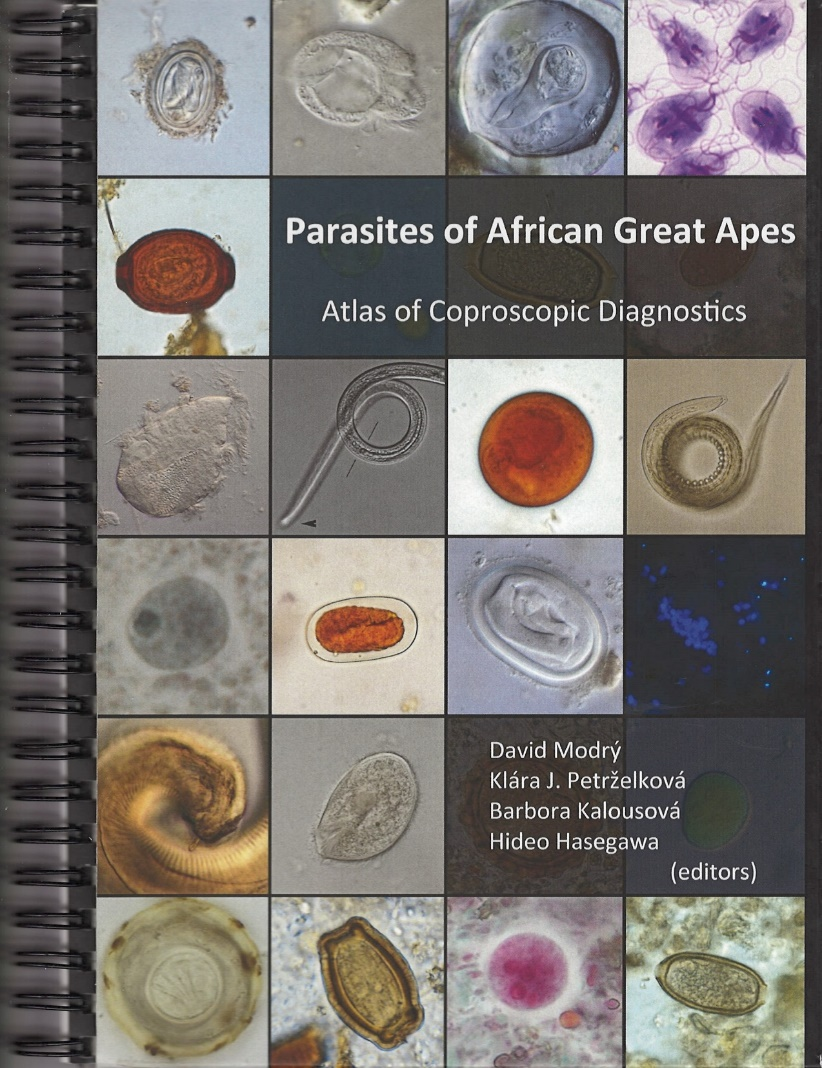 Parasites of African Great Apes
Atlas of Coproscopic Diagnostics
David Modrý
Klára J. Petrželková
Barbora Kalousová
Hideo Hasegawa
(editors)